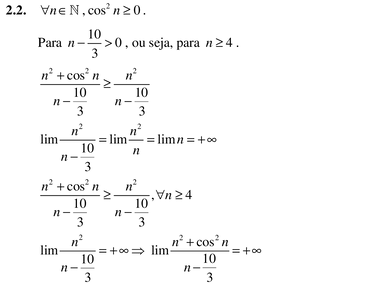 2.2. ∀n ∈ ℕ, cos² n ≥ 0.
Para n − 10/3 > 0, ou seja, para n ≥ 4.
(n² + cos² n)/(n − 10/3) ≥ n²/(n − 10/3)
lim n²/(n − 10/3) = lim n²/n = lim n = +∞
(n² + cos² n)/(n − 10/3) ≥ n²/(n − 10/3), ∀n ≥ 4
lim n²/(n − 10/3) = +∞ ⇒ lim (n² + cos² n)/(n − 10/3) = +∞